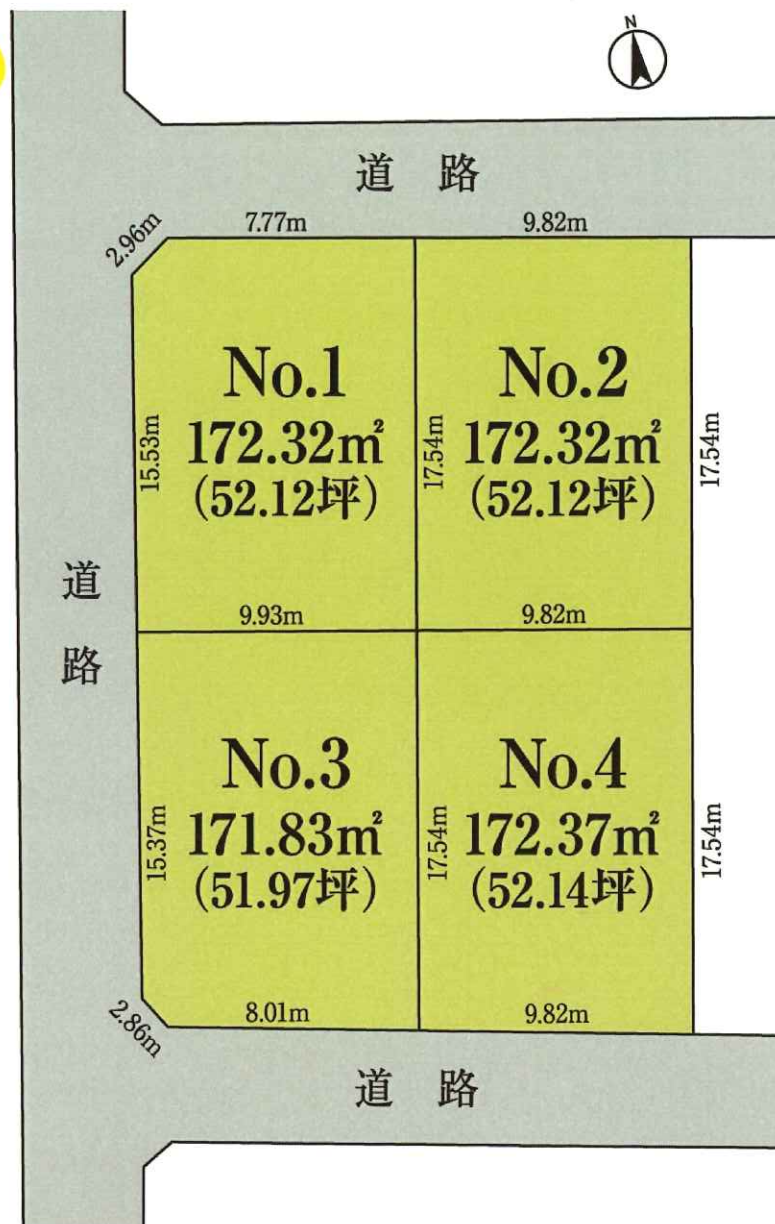 N
道 路
7.77m
9.82m
2.96m
No.1
172.32㎡
(52.12坪)
15.53m
No.2
172.32㎡
(52.12坪)
17.54m
17.54m
道
路
9.93m
9.82m
No.3
171.83㎡
(51.97坪)
15.37m
No.4
172.37㎡
(52.14坪)
17.54m
17.54m
8.01m
9.82m
2.86m
道 路